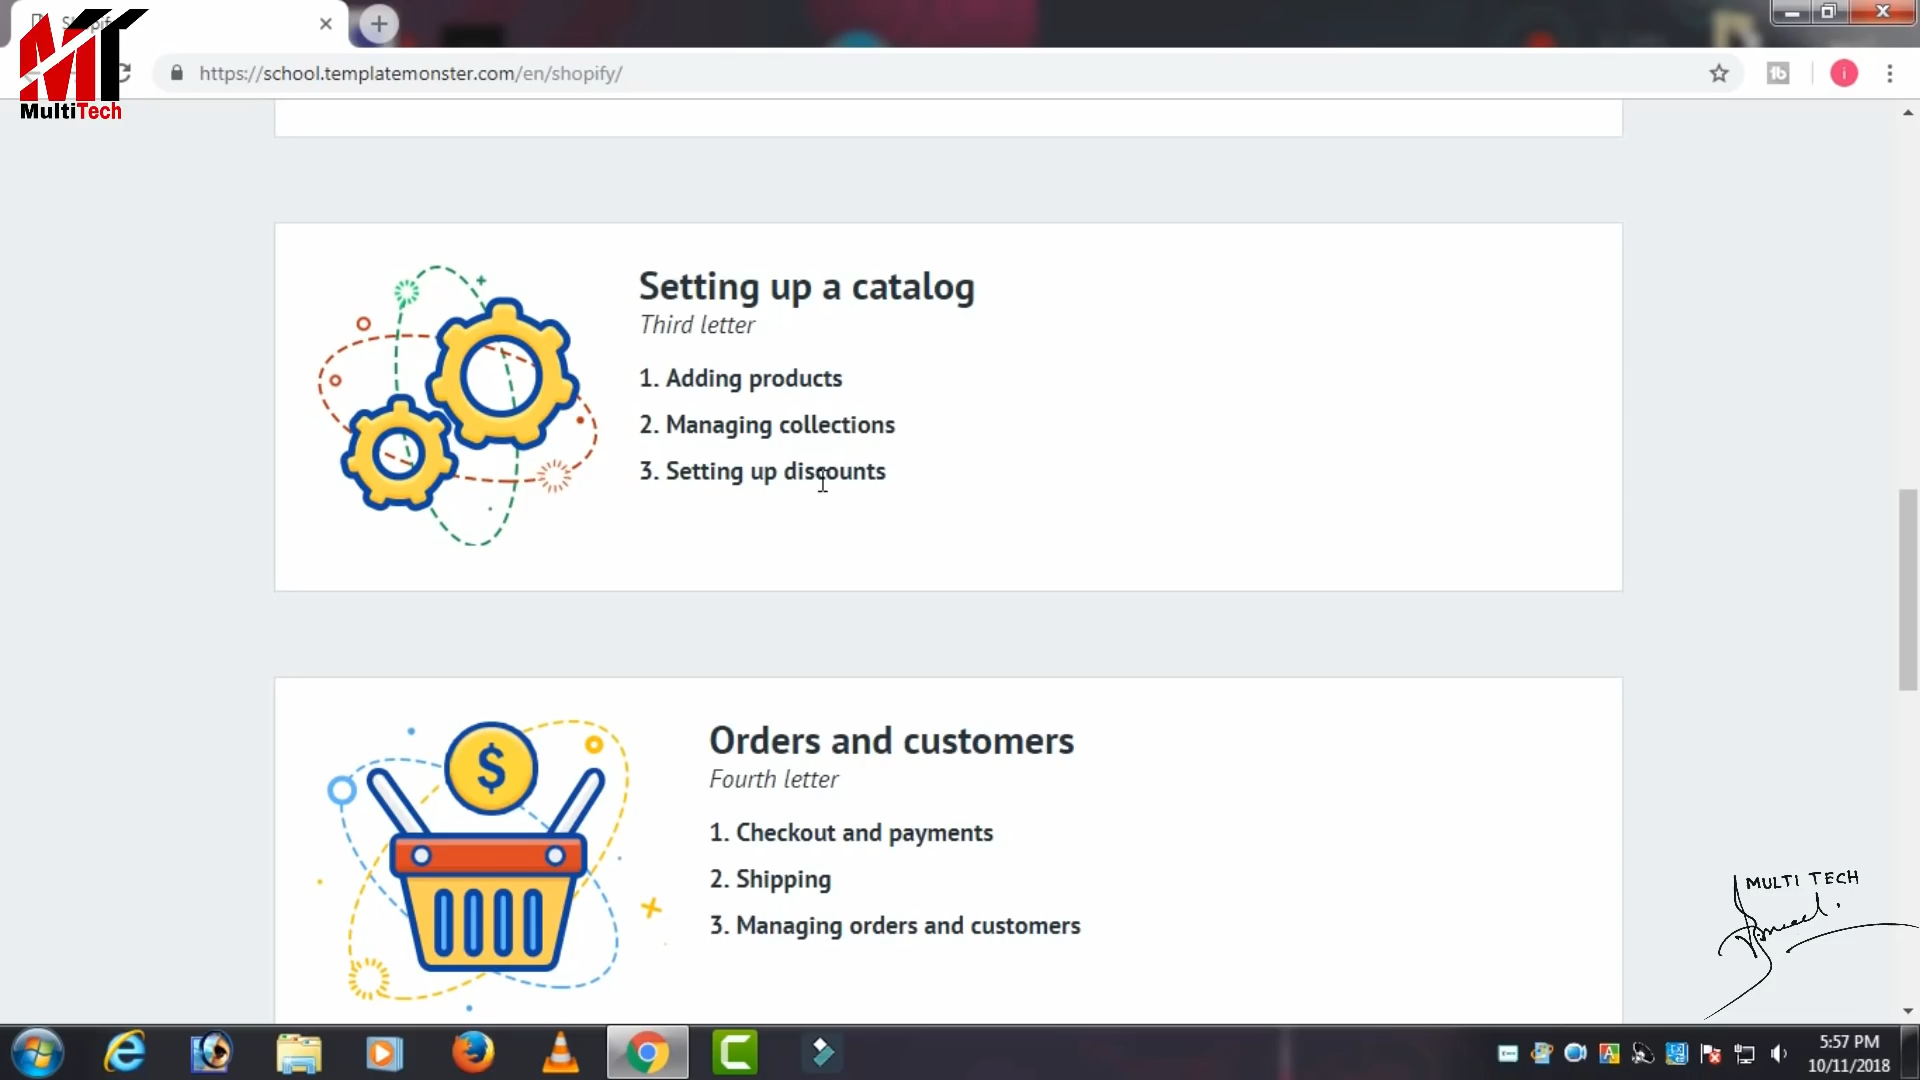 MultiTech
https://school.templatemonster.com/en/shopify/
Setting up a catalog
Third letter
1. Adding products
2. Managing collections
3. Setting up discounts
Orders and customers
Fourth letter
1. Checkout and payments
2. Shipping
3. Managing orders and customers
MULTI TECH
5:57 PM
10/11/2018